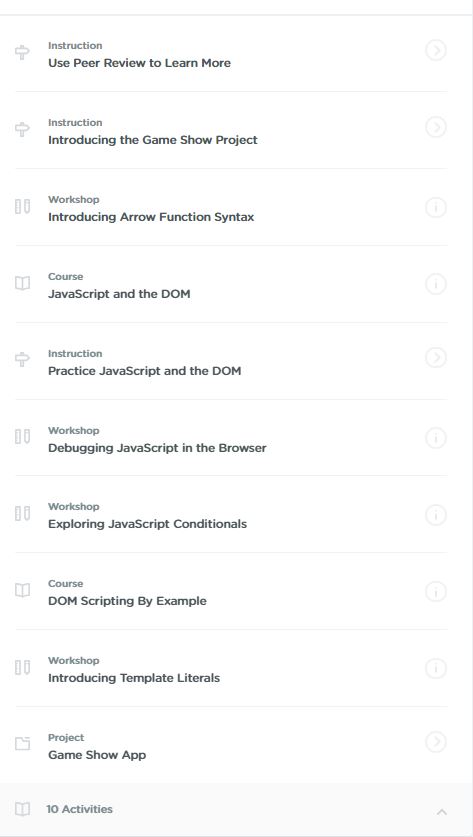 Instruction
Use Peer Review to Learn More
Instruction
Introducing the Game Show Project
Workshop
Introducing Arrow Function Syntax
Course
JavaScript and the DOM
Instruction
Practice JavaScript and the DOM
Workshop
Debugging JavaScript in the Browser
Workshop
Exploring JavaScript Conditionals
Course
DOM Scripting By Example
Workshop
Introducing Template Literals
Project
Game Show App
10 Activities